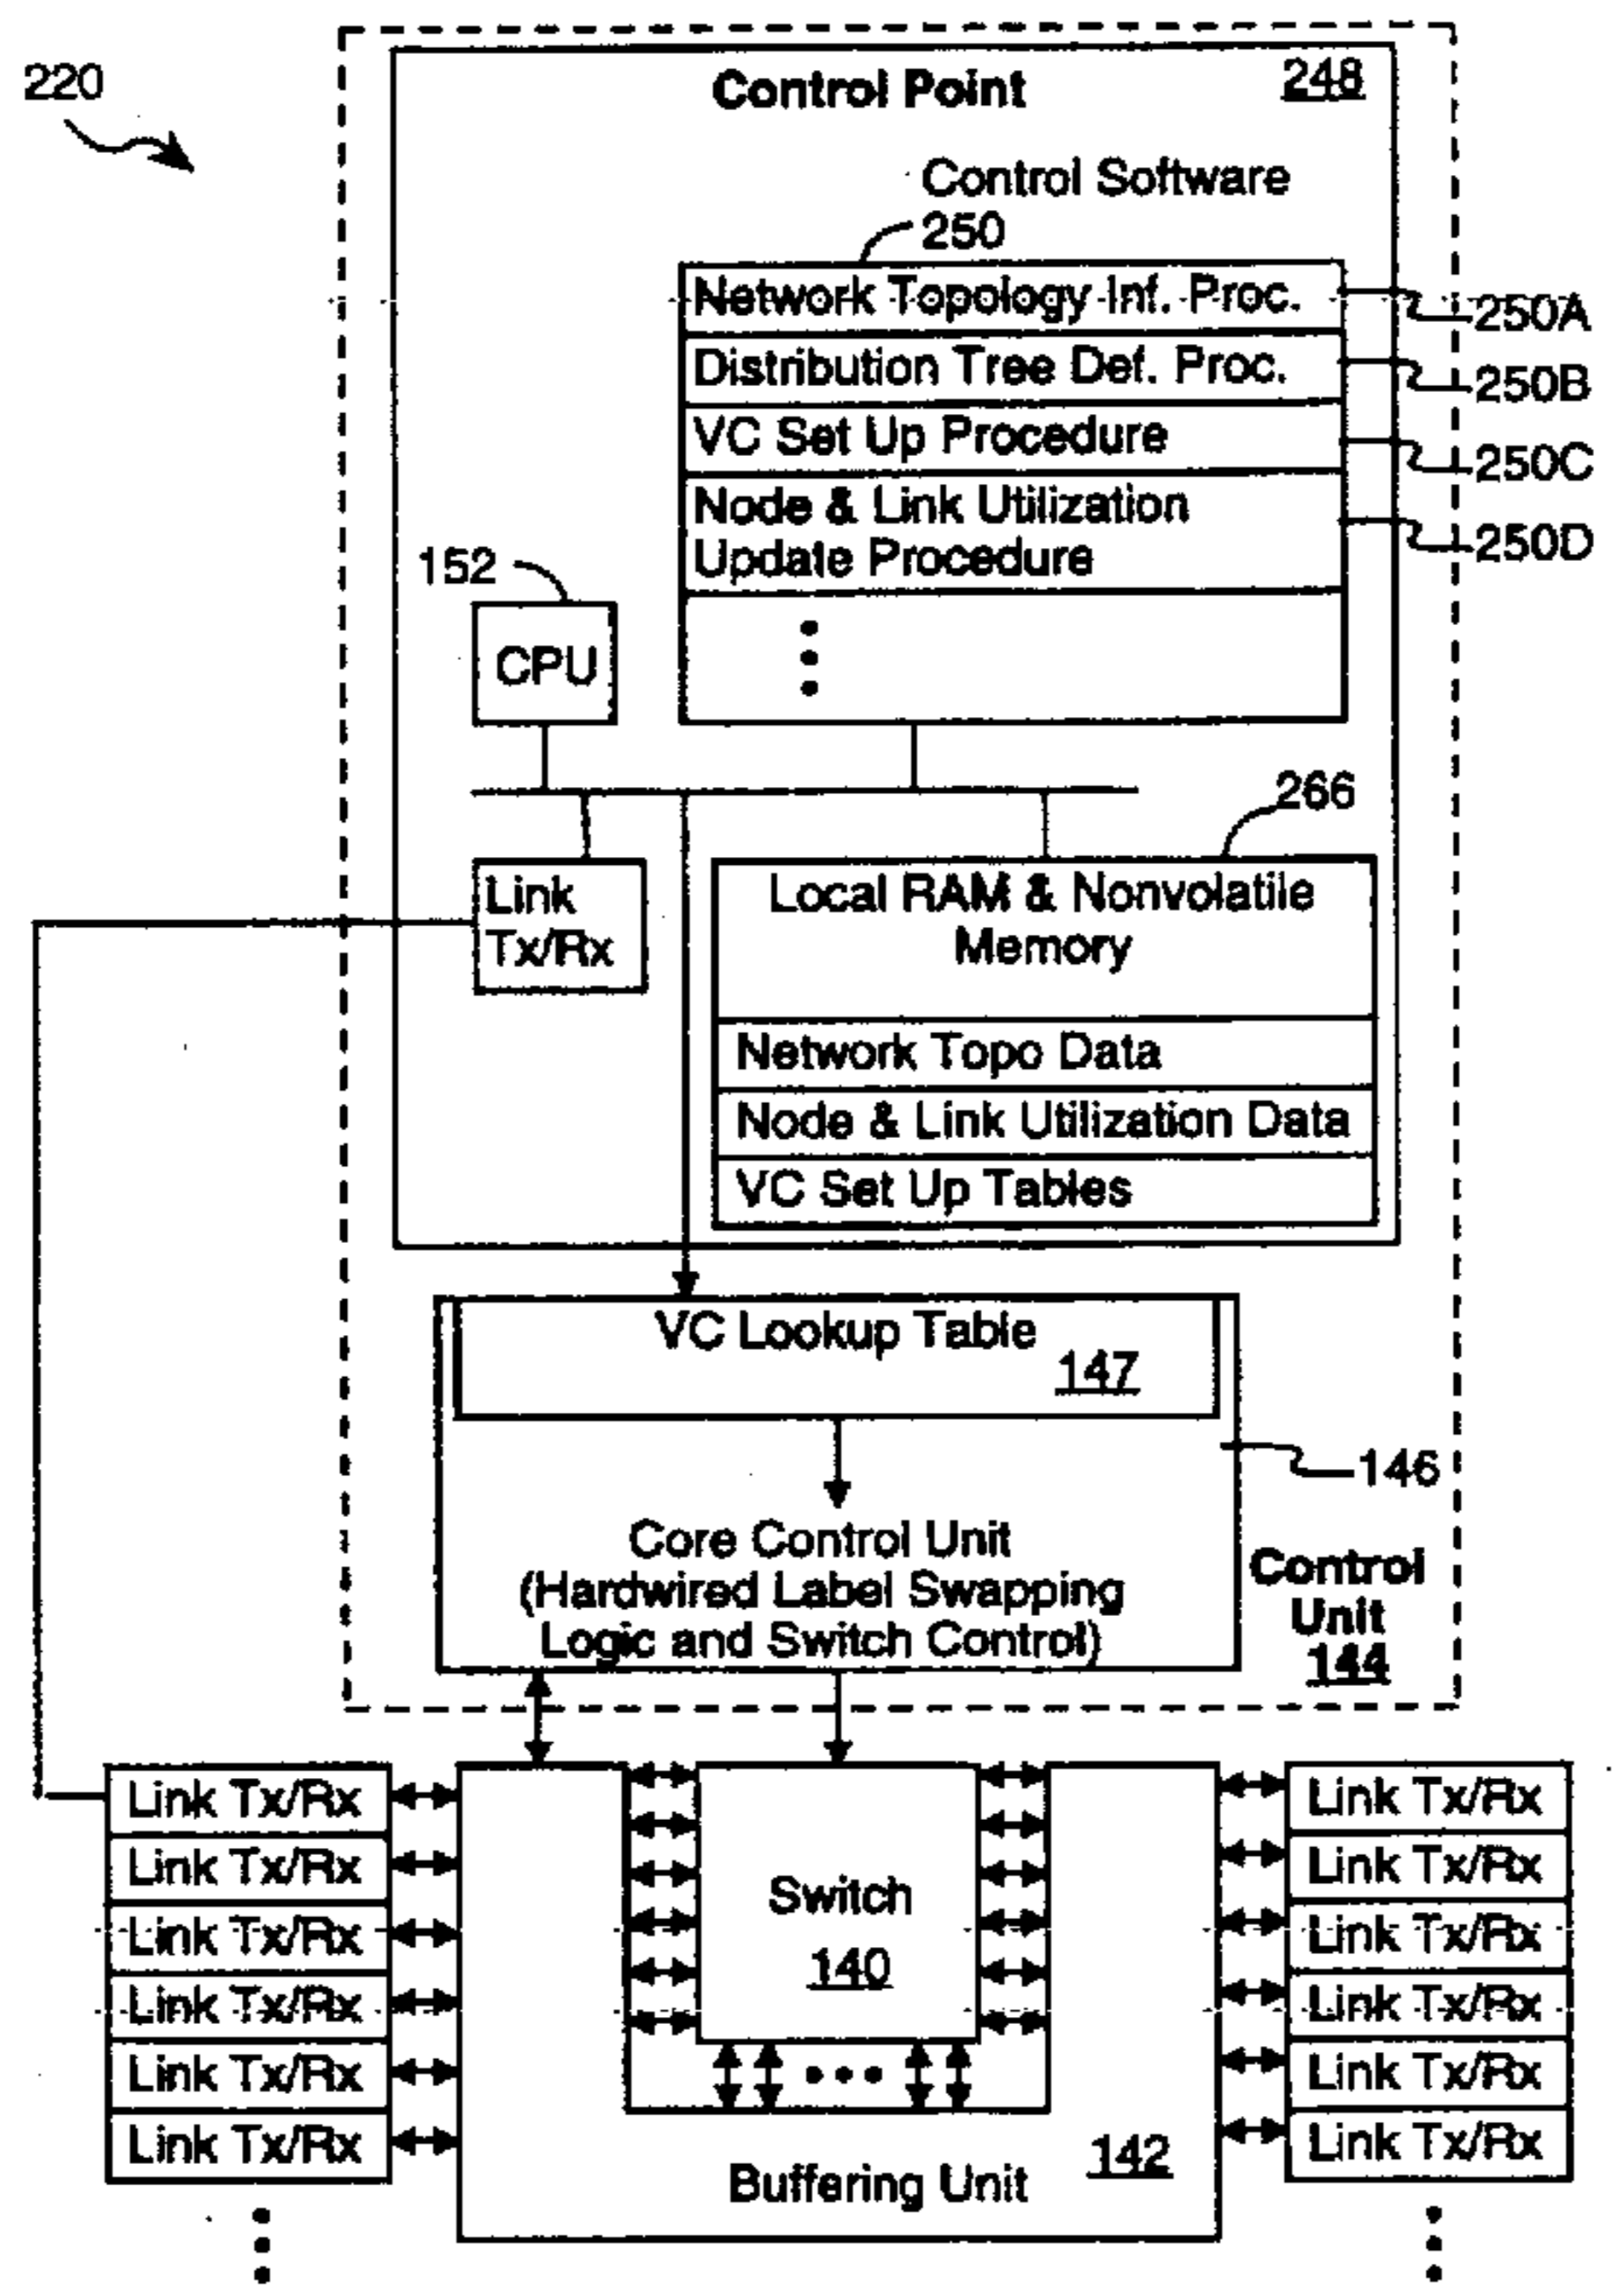 220
Control Point
248
Control Software
250
Network Topology Inf. Proc.
250A
Distribution Tree Def. Proc.
250B
VC Set Up Procedure
250C
Node & Link Utilization
Update Procedure
250D
152
CPU
266
Link
Tx/Rx
Local RAM & Nonvolatile
Memory
Network Topo Data
Node & Link Utilization Data
VC Set Up Tables
VC Lookup Table
147
146
Core Control Unit
(Hardwired Label Swapping
Logic and Switch Control)
Control
Unit
144
Link Tx/Rx
Link Tx/Rx
Link Tx/Rx
Link Tx/Rx
Link Tx/Rx
Link Tx/Rx
Switch
140
Buffering Unit
142
Link Tx/Rx
Link Tx/Rx
Link Tx/Rx
Link Tx/Rx
Link Tx/Rx
Link Tx/Rx